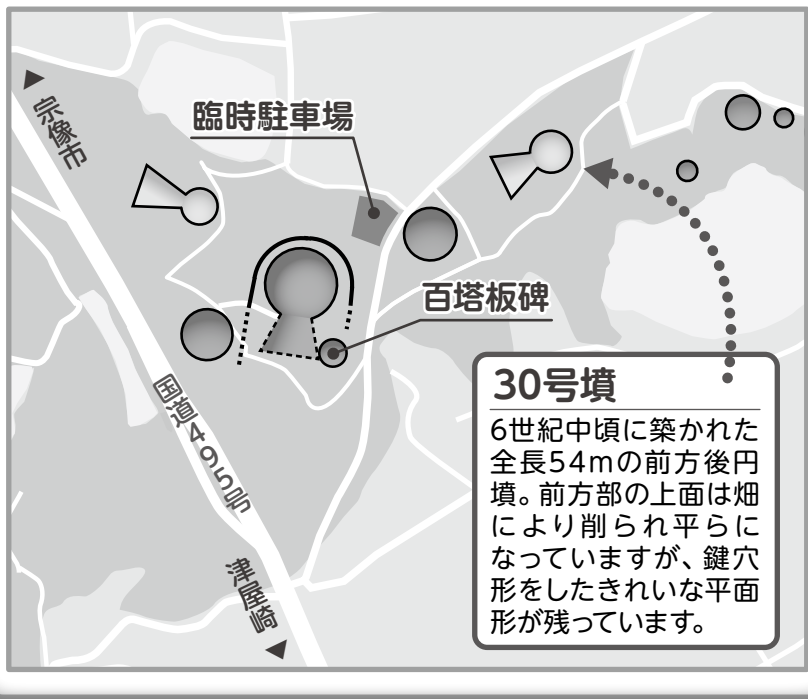 宗像市
臨時駐車場
百塔板碑
国道495号
津屋崎
30号墳
6世紀中頃に築かれた
全長54mの前方後円
墳。前方部の上面は畑
により削られ平らに
なっていますが、鍵穴
形をしたきれいな平面
形が残っています。